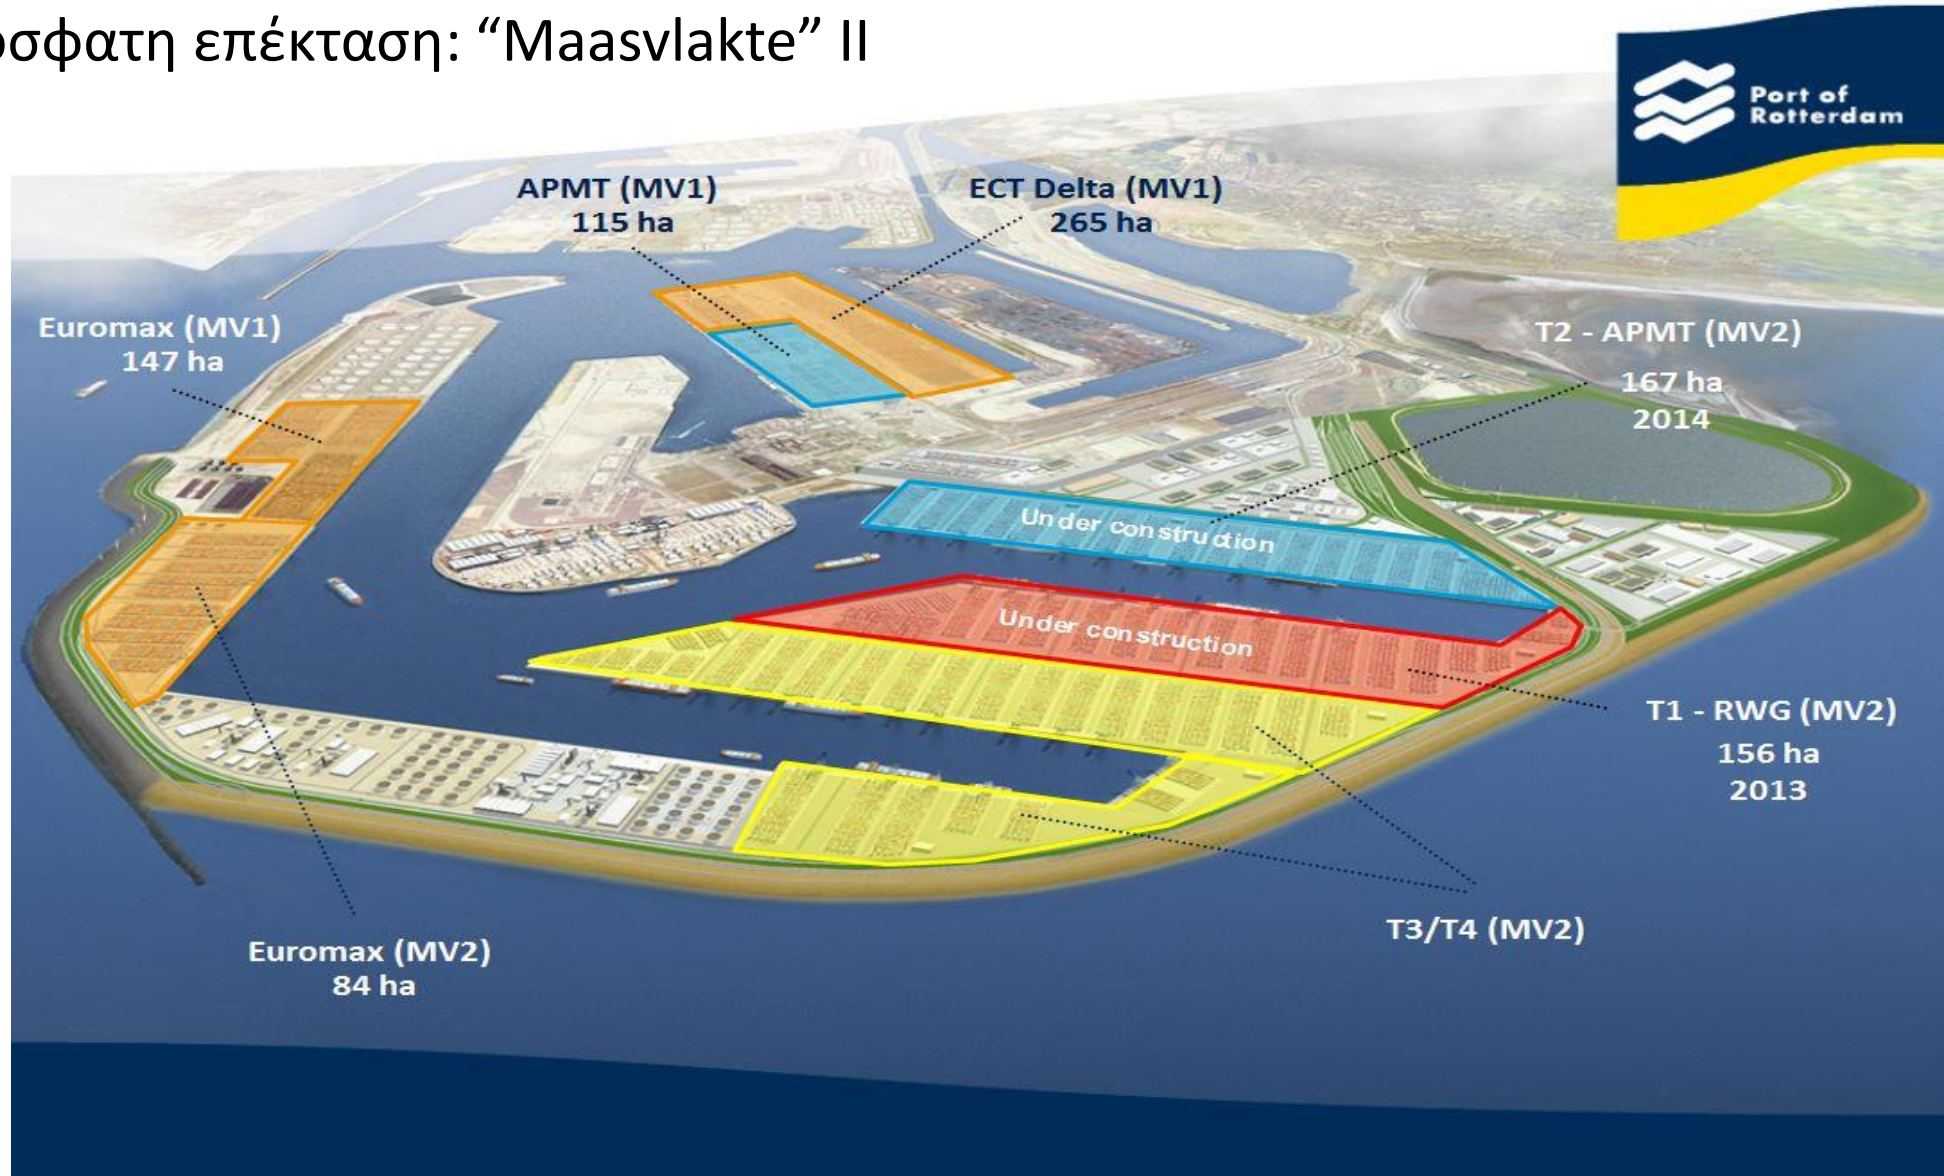 όσφατη επέκταση: “Maasvlakte” II
Port of
Rotterdam
APMT (MV1)
115 ha
ECT Delta (MV1)
265 ha
Euromax (MV1)
147 ha
T2 - APMT (MV2)
167 ha
2014
Under construction
Under construction
T1 - RWG (MV2)
156 ha
2013
T3/T4 (MV2)
Euromax (MV2)
84 ha